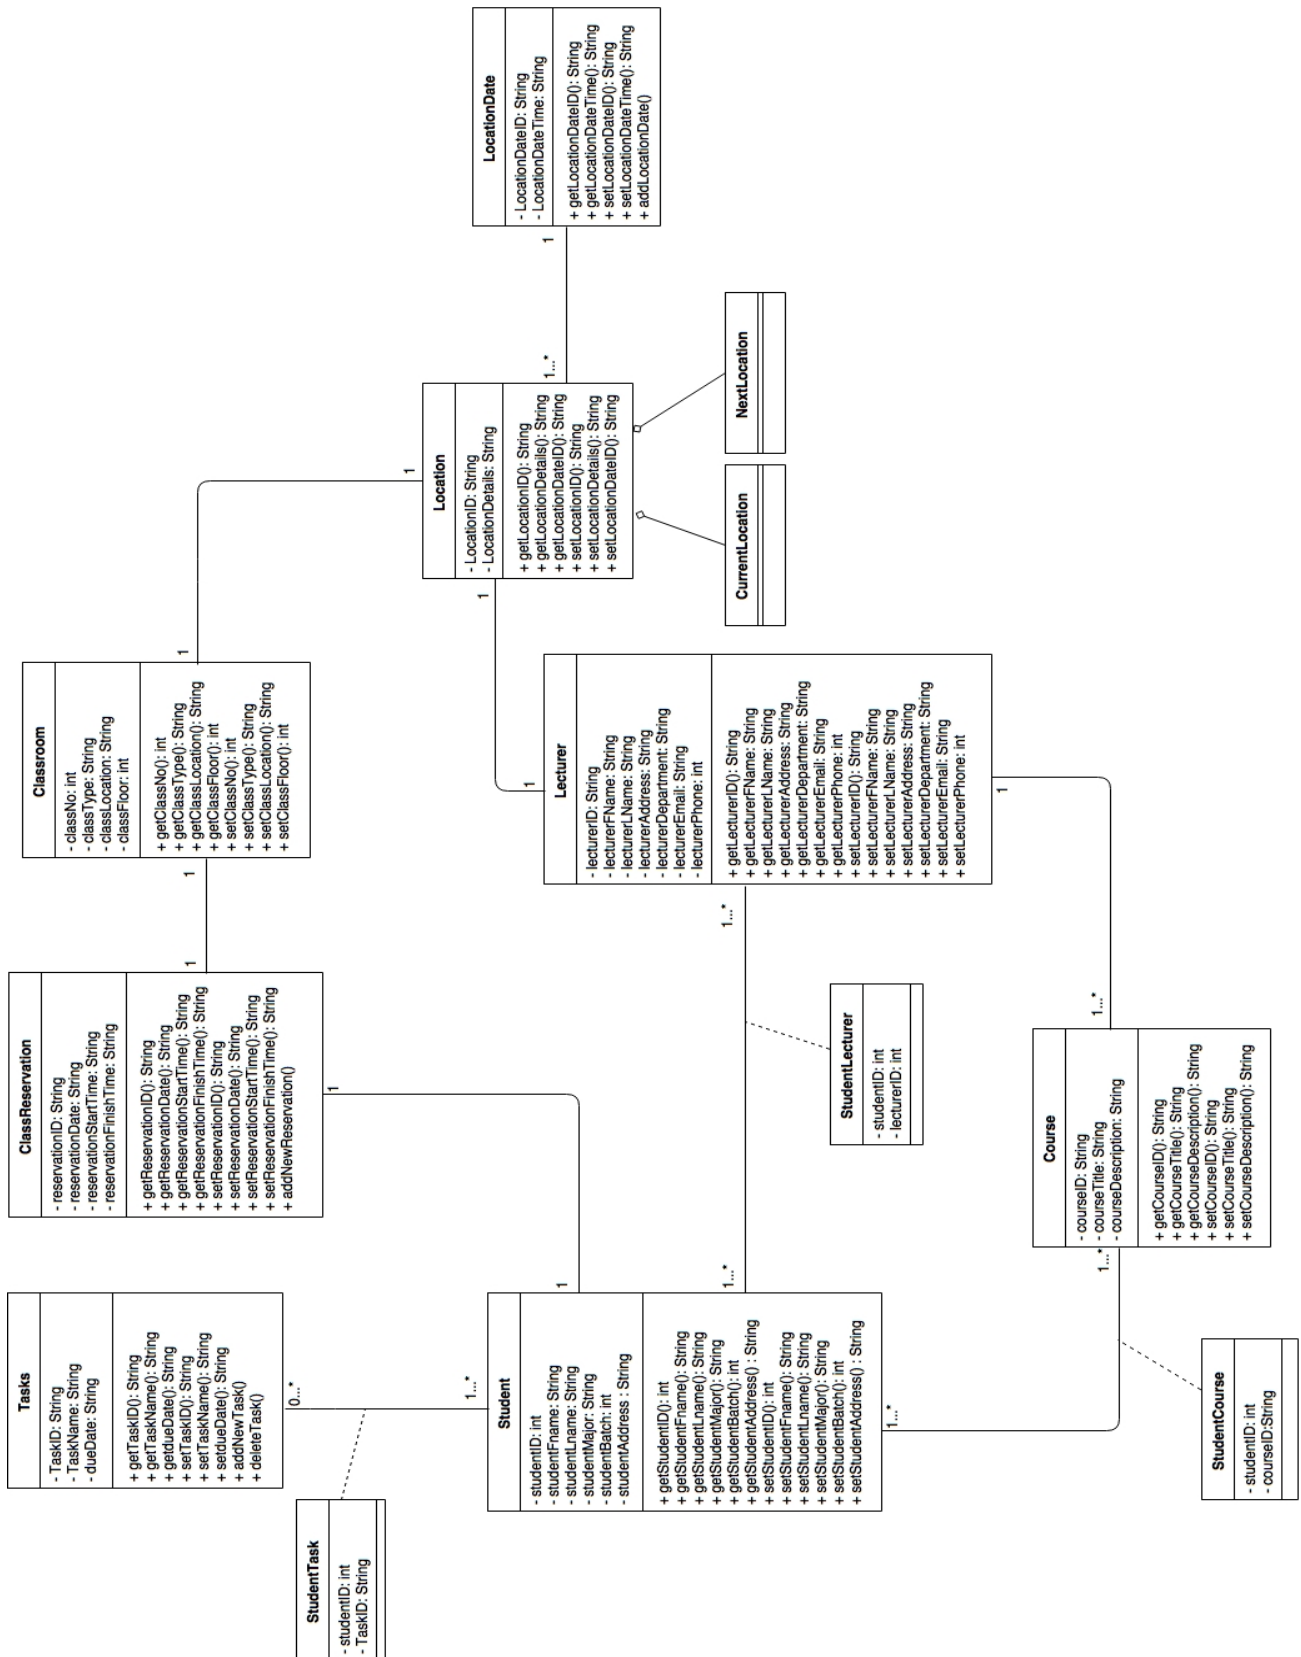 Tasks
- TaskID: String
- TaskName: String
- dueDate: String
+ getTaskID(): String
+ getTaskName(): String
+ getdueDate(): String
+ setTaskID(): String
+ setTaskName(): String
+ setdueDate(): String
+ addNewTask()
+ deleteTask()
0...*
1...*
StudentTask
- studentID: int
- TaskID: String
ClassReservation
- reservationID: String
- reservationDate: String
- reservationStartTime: String
- reservationFinishTime: String
+ getReservationID(): String
+ getReservationDate(): String
+ getReservationStartTime(): String
+ getReservationFinishTime(): String
+ setReservationID(): String
+ setReservationDate(): String
+ setReservationStartTime(): String
+ setReservationFinishTime(): String
+ addNewReservation()
1
1
1
1
Classroom
- classNo: int
- classType: String
- classLocation: String
- classFloor: int
+ getClassNo(): int
+ getClassType(): String
+ getClassLocation(): String
+ getClassFloor(): int
+ setClassNo(): int
+ setClassType(): String
+ setClassLocation(): String
+ setClassFloor(): int
1
1
Location
- LocationID: String
- LocationDetails: String
+ getLocationID(): String
+ getLocationDetails(): String
+ getLocationDateID(): String
+ setLocationID(): String
+ setLocationDetails(): String
+ setLocationDateID(): String
1...*
1
LocationDate
- LocationDateID: String
- LocationDateTime: String
+ getLocationDateID(): String
+ getLocationDateTime(): String
+ setLocationDateID(): String
+ setLocationDateTime(): String
+ addLocationDate()
CurrentLocation
NextLocation
1
1
Student
- studentID: int
- studentFname: String
- studentLname: String
- studentMajor: String
- studentBatch: int
- studentAddress : String
+ getStudentID(): int
+ getStudentFname(): String
+ getStudentLname(): String
+ getStudentMajor(): String
+ getStudentBatch(): int
+ getStudentAddress() : String
+ setStudentID(): int
+ setStudentFname(): String
+ setStudentLname(): String
+ setStudentMajor(): String
+ setStudentBatch(): int
+ setStudentAddress() : String
1...*
1...*
StudentLecturer
- studentID: int
- lecturerID: int
Lecturer
- lecturerID: String
- lecturerFName: String
- lecturerLName: String
- lecturerAddress: String
- lecturerDepartment: String
- lecturerEmail: String
- lecturerPhone: int
+ getLecturerID(): String
+ getLecturerFName: String
+ getLecturerLName: String
+ getLecturerAddress: String
+ getLecturerDepartment: String
+ getLecturerEmail: String
+ getLecturerPhone: int
+ setLecturerID(): String
+ setLecturerFName: String
+ setLecturerLName: String
+ setLecturerAddress: String
+ setLecturerDepartment: String
+ setLecturerEmail: String
+ setLecturerPhone: int
1
1...*
1...*
1...*
Course
- courseID: String
- courseTitle: String
- courseDescription: String
+ getCourseID(): String
+ getCourseTitle(): String
+ getCourseDescription(): String
+ setCourseID(): String
+ setCourseTitle(): String
+ setCourseDescription(): String
StudentCourse
- studentID: int
- courseID:String